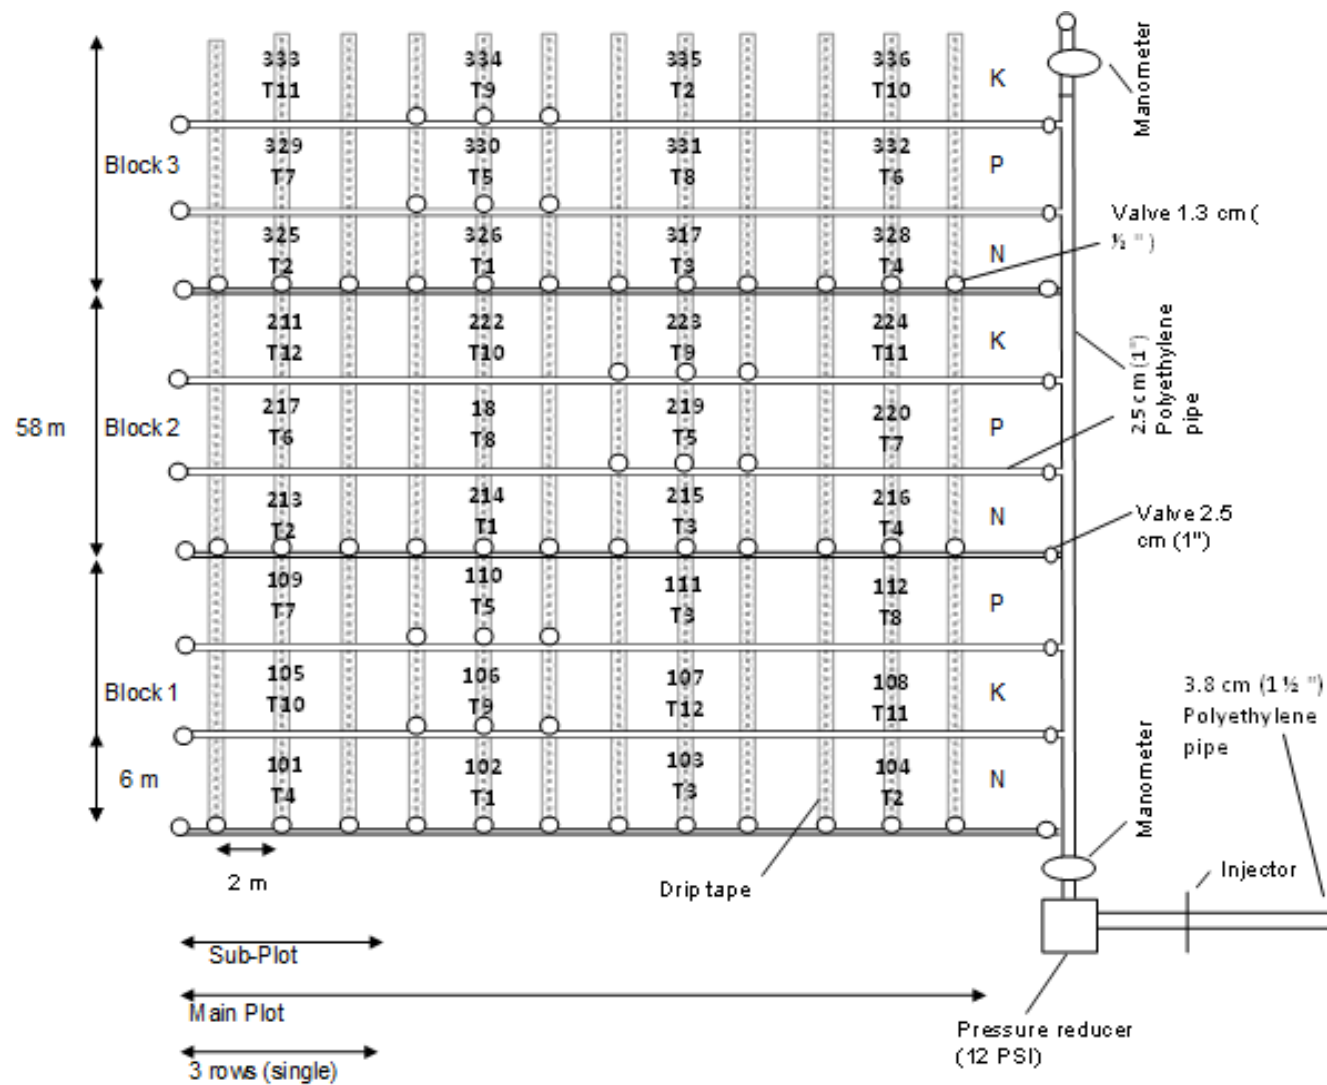 333 334 335 336
T11 T9 T2 T10 K
Manometer
Block 3
329 330 331 332
T7 T5 T8 T6 P
Valve 1.3 cm (
½ " )
325 326 317 328
T2 T1 T3 T4 N
211 222 223 224
T12 T10 T9 T11 K
2.5 cm (1")
Polyethylene
pipe
58 m
Block 2
217 18 219 220
T6 T8 T5 T7 P
213 214 215 216
T2 T1 T3 T4 N
Valve 2.5
cm (1")
109 110 111 112
T7 T5 T3 T8 P
Block 1
105 106 107 108
T10 T9 T12 T11 K
3.8 cm (1 ½ ")
Polyethylene
pipe
6 m
101 102 103 104
T4 T1 T3 T2 N
Manometer
2 m
Drip tape
Injector
Sub-Plot
Main Plot
3 rows (single)
Pressure reducer
(12 PSI)